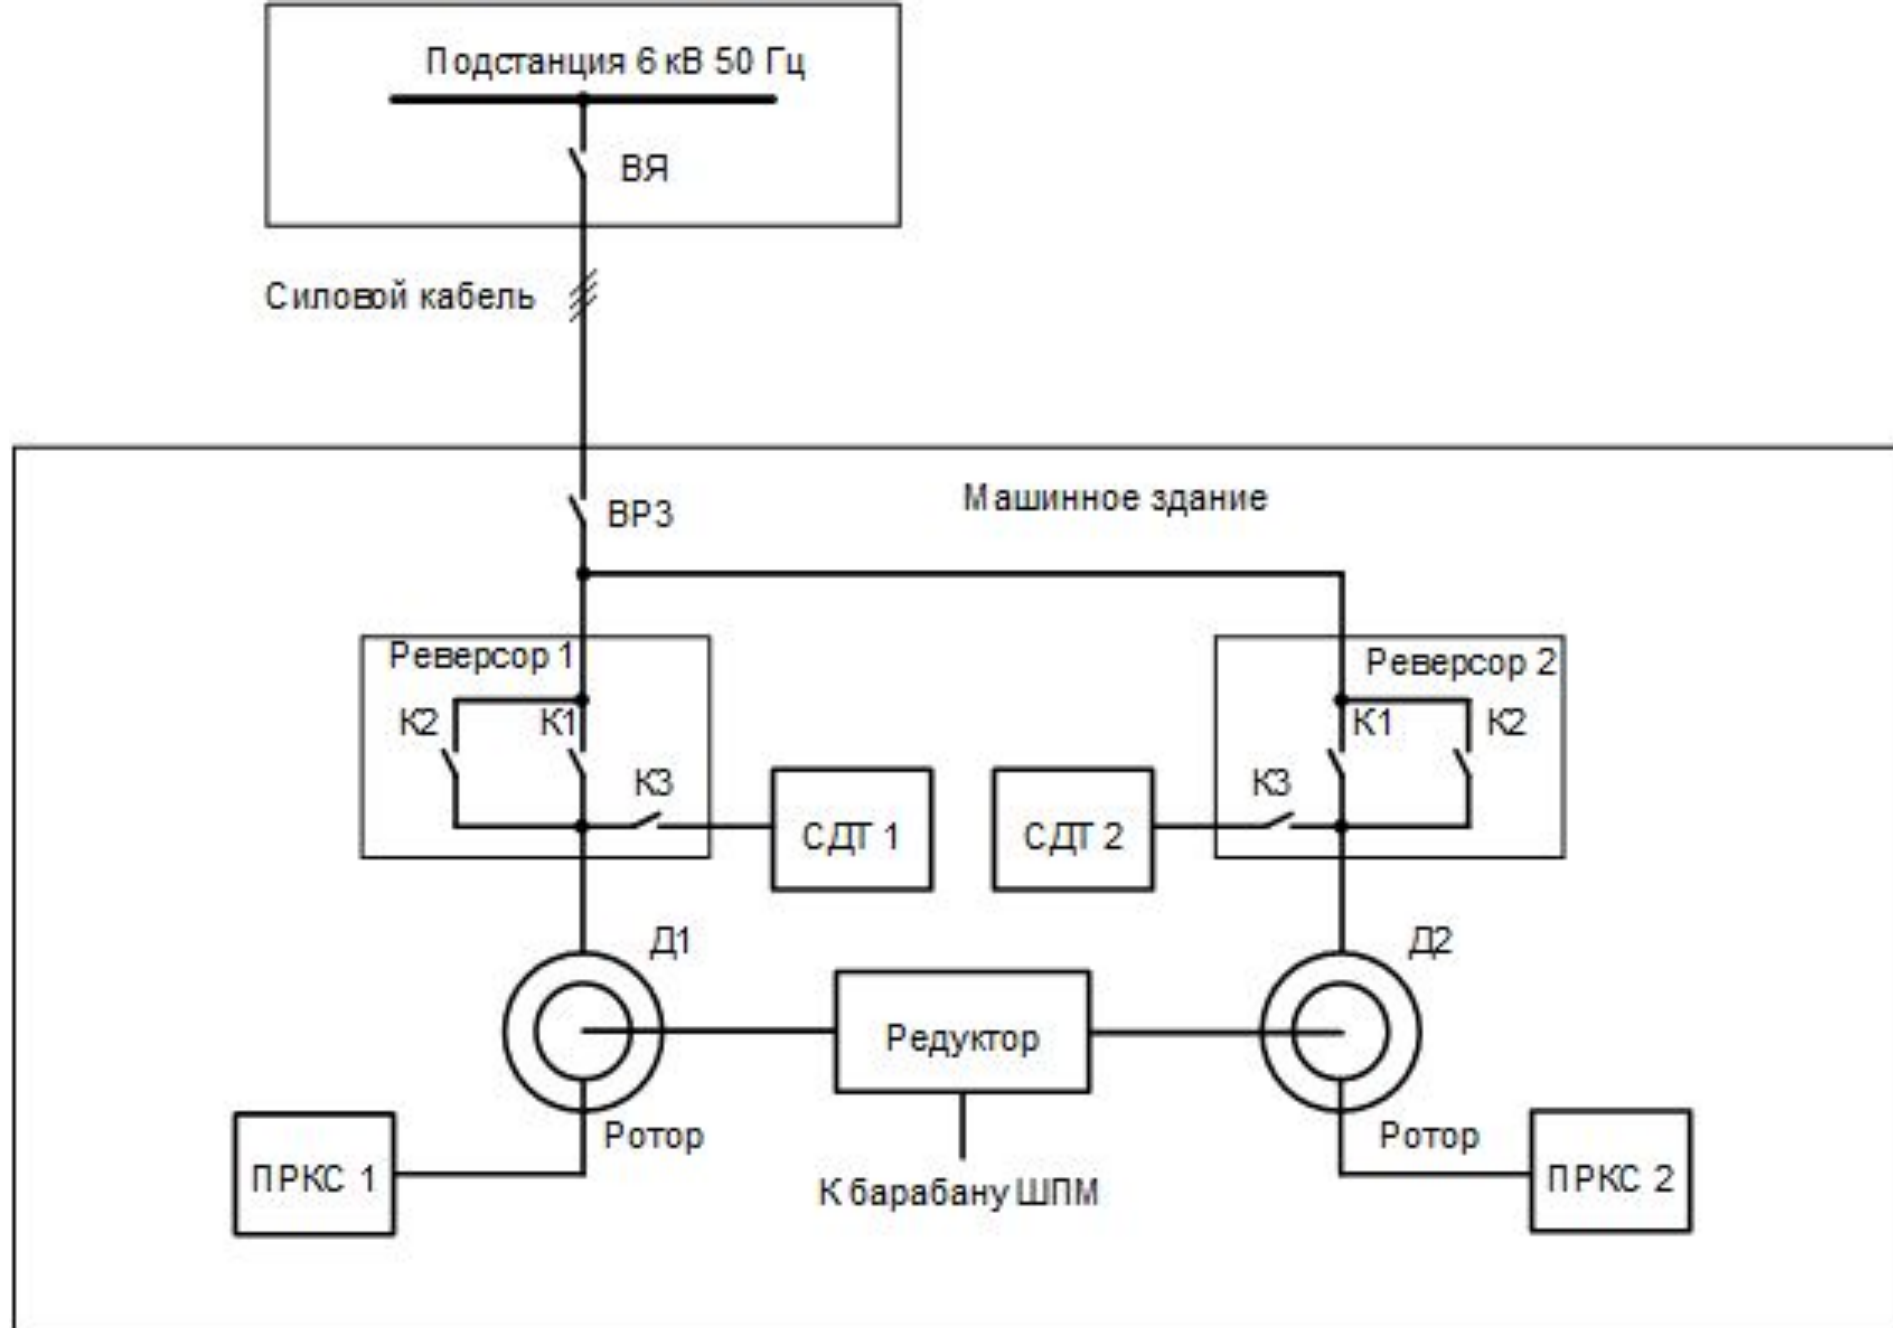 Подстанция 6 кВ 50 Гц
ВЯ
Силовой кабель
ВР3
Машинное здание
Реверсор 1
Реверсор 2
К2
К1
К1
К2
К3
К3
СДТ 1
СДТ 2
Д1
Д2
Редуктор
Ротор
Ротор
ПРКС 1
К барабану ШПМ
ПРКС 2